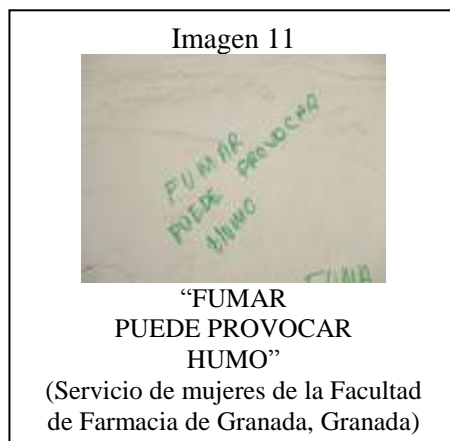 Imagen 11
FUMAR
PUEDE PROVOCAR
HUMO
FUMA
“FUMAR
PUEDE PROVOCAR
HUMO”
(Servicio de mujeres de la Facultad
de Farmacia de Granada, Granada)